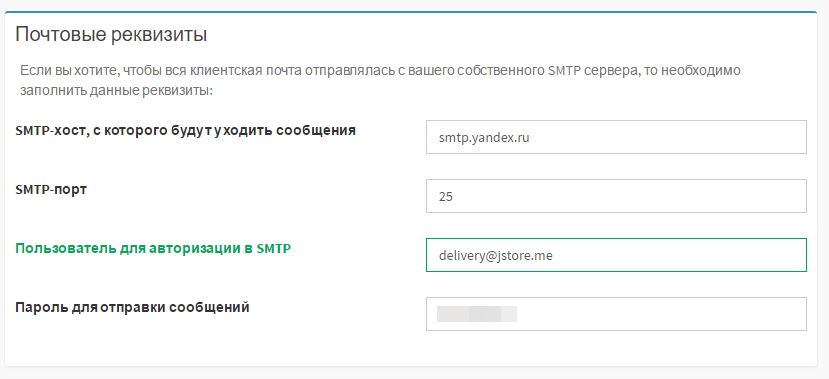 Почтовые реквизиты
Если вы хотите, чтобы вся клиентская почта отправлялась с вашего собственного SMTP сервера, то необходимо
заполнить данные реквизиты:
SMTP-хост, с которого будут уходить сообщения
smtp.yandex.ru
SMTP-порт
25
Пользователь для авторизации в SMTP
delivery@jstore.me
Пароль для отправки сообщений